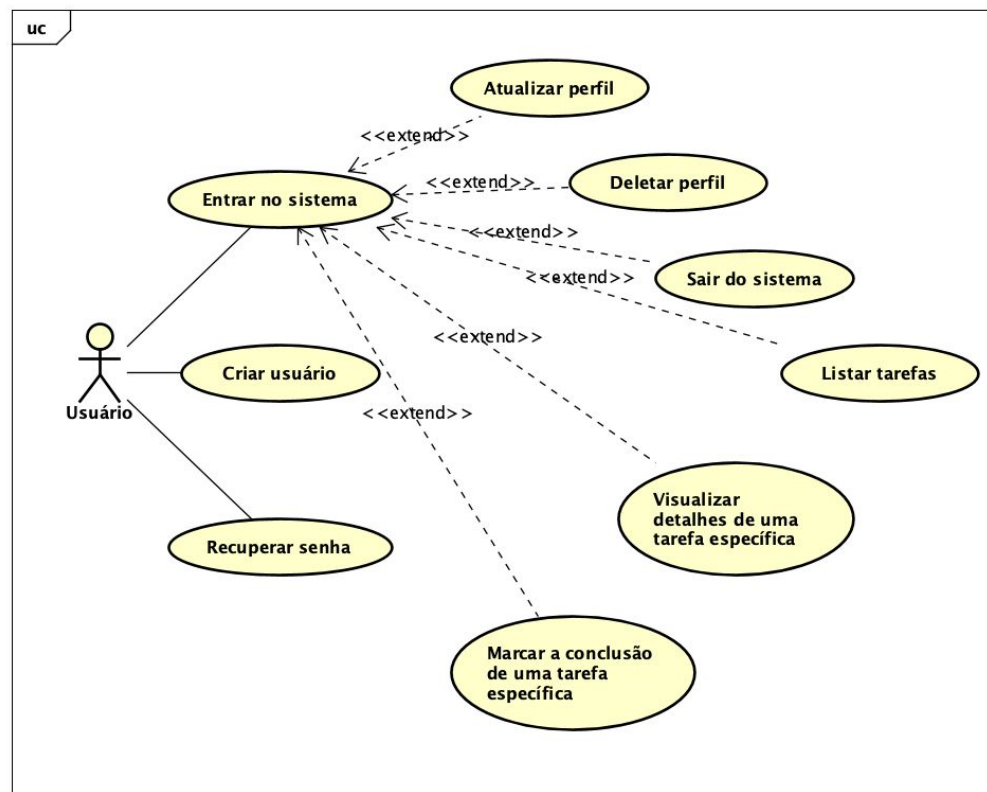 uc
Atualizar perfil
<<extend>>
Deletar perfil
<<extend>>
Entrar no sistema
<<extend>>
Sair do sistema
<<extend>>
<<extend>>
Listar tarefas
Criar usuário
Usuário
<<extend>>
Visualizar
detalhes de uma
tarefa específica
Recuperar senha
Marcar a conclusão
de uma tarefa
específica